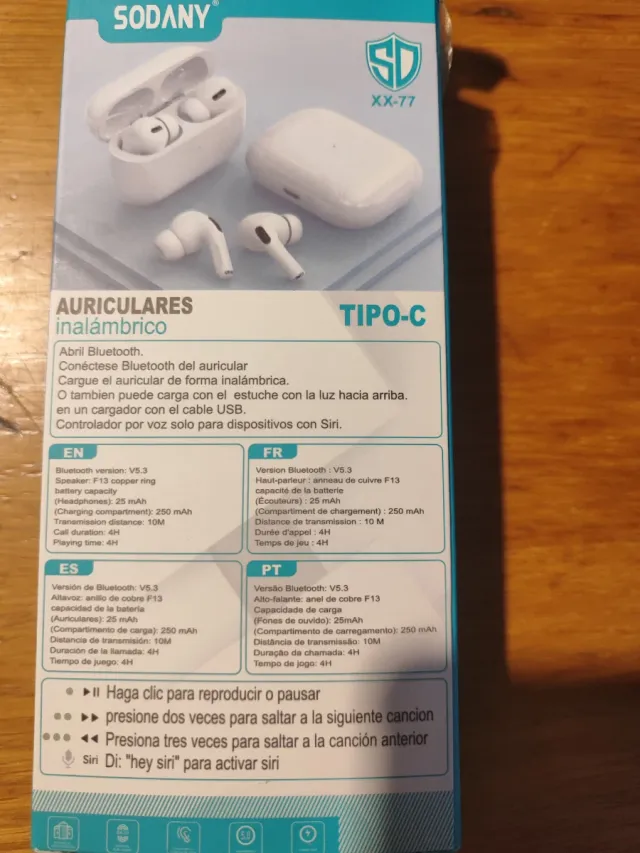 SODANY®
SD
XX-77
AURICULARES
inalámbrico
TIPO-C
Abril Bluetooth.
Conéctese Bluetooth del auricular
Cargue el auricular de forma inalámbrica.
O tambien puede carga con el estuche con la luz hacia arriba.
en un cargador con el cable USB.
Controlador por voz solo para dispositivos con Siri.
EN
Bluetooth version: V5.3
Speaker: F13 copper ring
battery capacity
(Headphones): 25 mAh
(Charging compartment): 250 mAh
Transmission distance: 10M
Call duration: 4H
Playing time: 4H
FR
Version Bluetooth : V5.3
Haut-parleur : anneau de cuivre F13
capacité de la batterie
(Écouteurs) : 25 mAh
(Compartiment de chargement) : 250 mAh
Distance de transmission : 10 M
Durée d'appel : 4H
Temps de jeu : 4H
ES
Versión de Bluetooth: V5.3
Altavoz: anillo de cobre F13
capacidad de la batería
(Auriculares): 25 mAh
(Compartimento de carga): 250 mAh
Distancia de transmisión: 10M
Duración de la llamada: 4H
Tiempo de juego: 4H
PT
Versão Bluetooth: V5.3
Alto-falante: anel de cobre F13
Capacidade de carga
(Fones de ouvido): 25mAh
(Compartimento de carregamento): 250 mAh
Distância de transmissão: 10M
Duração da chamada: 4H
Tempo de jogo: 4H
Haga clic para reproducir o pausar
presione dos veces para saltar a la siguiente cancion
Presiona tres veces para saltar a la canción anterior
Siri Di: "hey siri" para activar siri
5.0